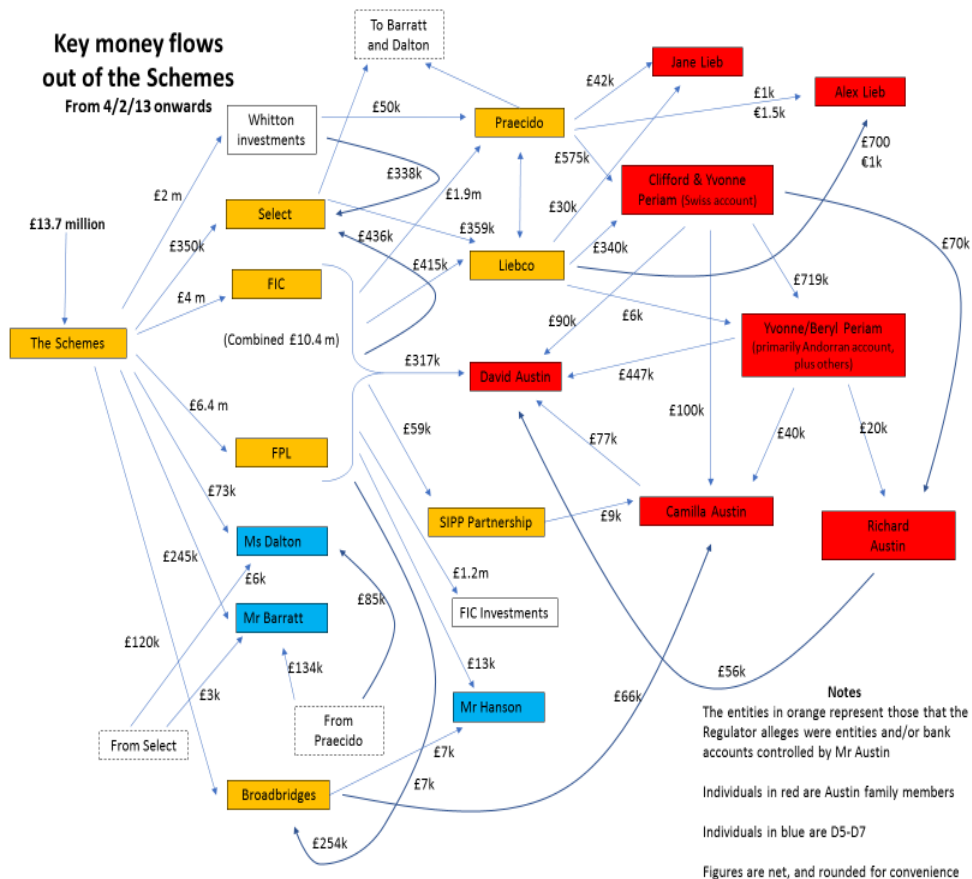 Key money flows
out of the Schemes
From 4/2/13 onwards
To Barratt
and Dalton
Jane Lieb
Alex Lieb
£42k
£1k
€1.5k
Whitton
investments
£50k
Praecido
£700
€1k
£575k
£338k
Clifford & Yvonne
Periam (Swiss account)
£2 m
£1.9m
£13.7 million
Select
£30k
£359k
£436k
£340k
£70k
£350k
£415k
Liebco
FIC
£719k
£4 m
£6k
(Combined £10.4 m)
£90k
Yvonne/Beryl Periam
(primarily Andorran account,
plus others)
The Schemes
£317k
David Austin
£447k
£6.4 m
£100k
£59k
£40k
£20k
FPL
£77k
£73k
SIPP Partnership
£9k
Camilla Austin
Richard
Austin
Ms Dalton
£245k
£6k
£1.2m
£85k
Mr Barratt
FIC Investments
£120k
£134k
£13k
£56k
£3k
£66k
Mr Hanson
From Select
From
Praecido
£7k
£7k
Broadbridges
£254k
Notes
The entities in orange represent those that the
Regulator alleges were entities and/or bank
accounts controlled by Mr Austin
Individuals in red are Austin family members
Individuals in blue are D5-D7
Figures are net, and rounded for convenience